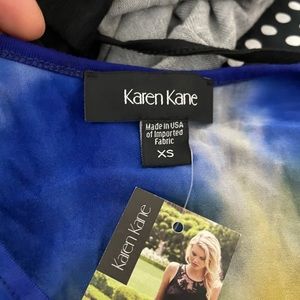 Karen Kane
Made in USA
of Imported
Fabric
XS
Karen Kane